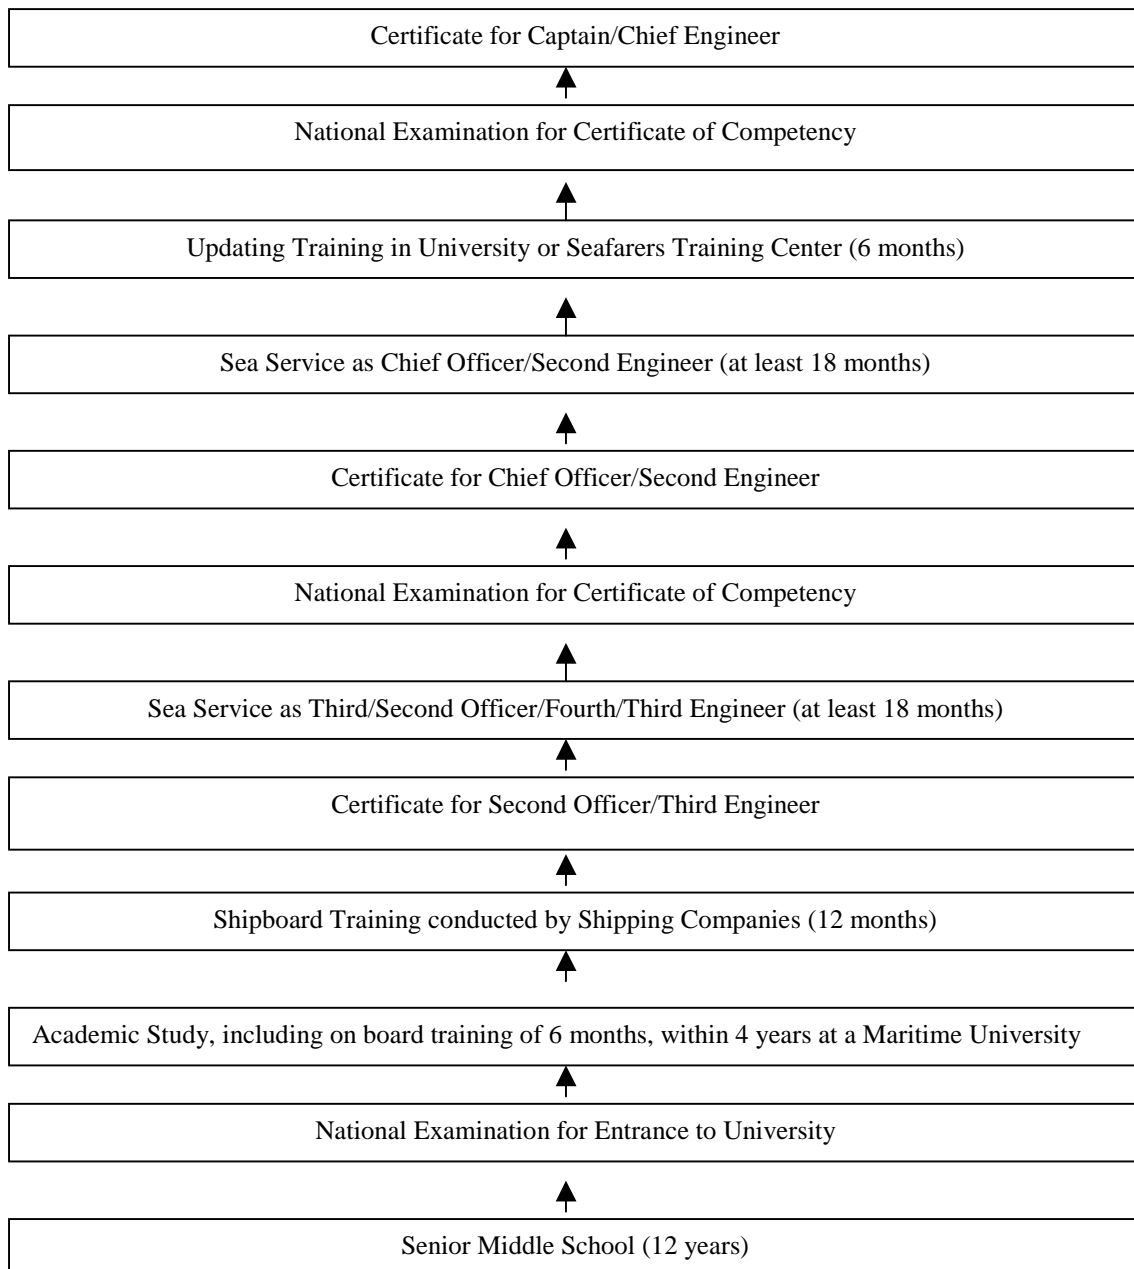 Certificate for Captain/Chief Engineer
National Examination for Certificate of Competency
Updating Training in University or Seafarers Training Center (6 months)
Sea Service as Chief Officer/Second Engineer (at least 18 months)
Certificate for Chief Officer/Second Engineer
National Examination for Certificate of Competency
Sea Service as Third/Second Officer/Fourth/Third Engineer (at least 18 months)
Certificate for Second Officer/Third Engineer
Shipboard Training conducted by Shipping Companies (12 months)
Academic Study, including on board training of 6 months, within 4 years at a Maritime University
National Examination for Entrance to University
Senior Middle School (12 years)